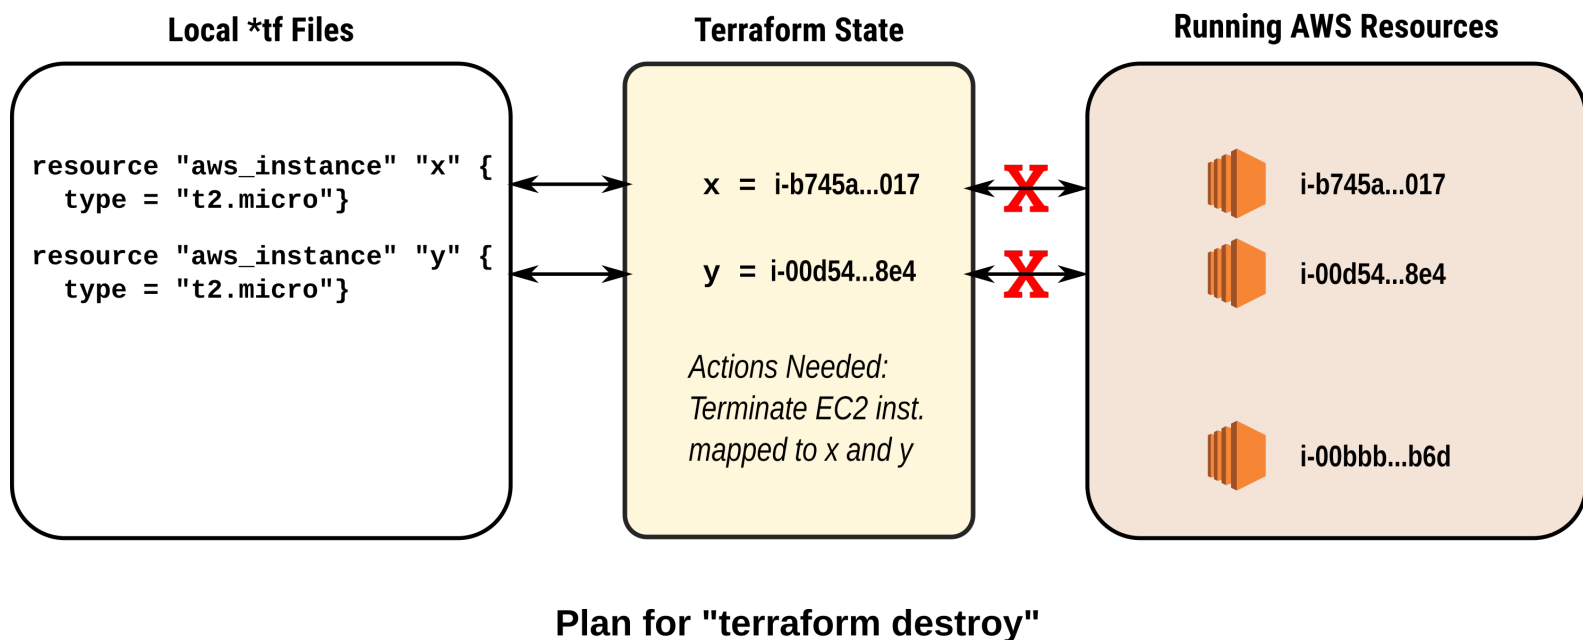 Local *tf Files
resource "aws_instance" "x" {
  type = "t2.micro"}
resource "aws_instance" "y" {
  type = "t2.micro"}
Terraform State
x = i-b745a...017
y = i-00d54...8e4
Actions Needed:
Terminate EC2 inst.
mapped to x and y
X
X
Running AWS Resources
i-b745a...017
i-00d54...8e4
i-00bbb...b6d
Plan for "terraform destroy"